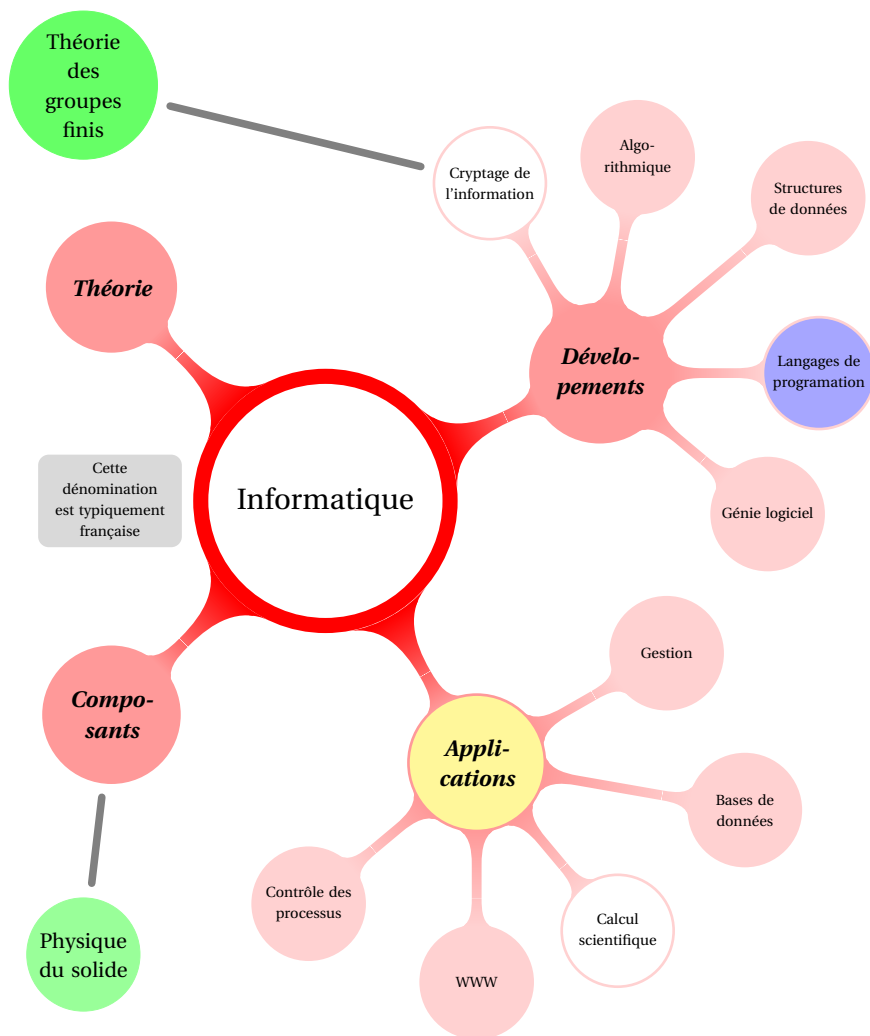 Théorie
des
groupes
finis
Cryptage de
l'information
Algo-
rithmique
Structures
de données
Théorie
Dévelo-
pements
Langages de
programation
Cette
dénomination
est typiquement
française
Informatique
Génie logiciel
Gestion
Compo-
sants
Appli-
cations
Bases de
données
Contrôle des
processus
Calcul
scientifique
WWW
Physique
du solide